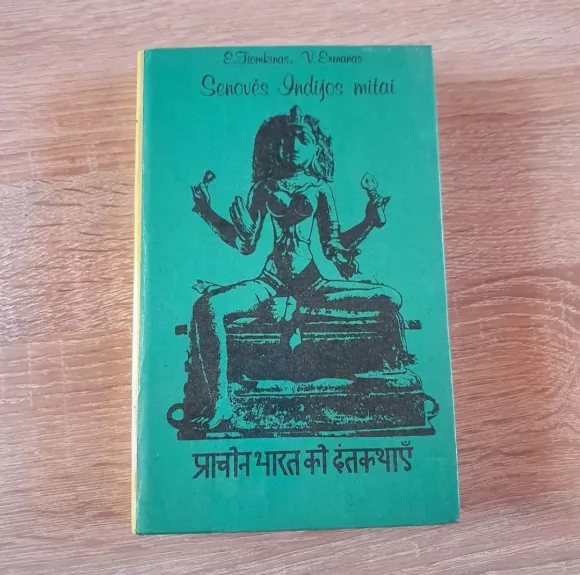 E. Tiomkinas, V. Ermanas
Senovės Indijos mitai
प्राचीन भारत की दंतकथाएँ